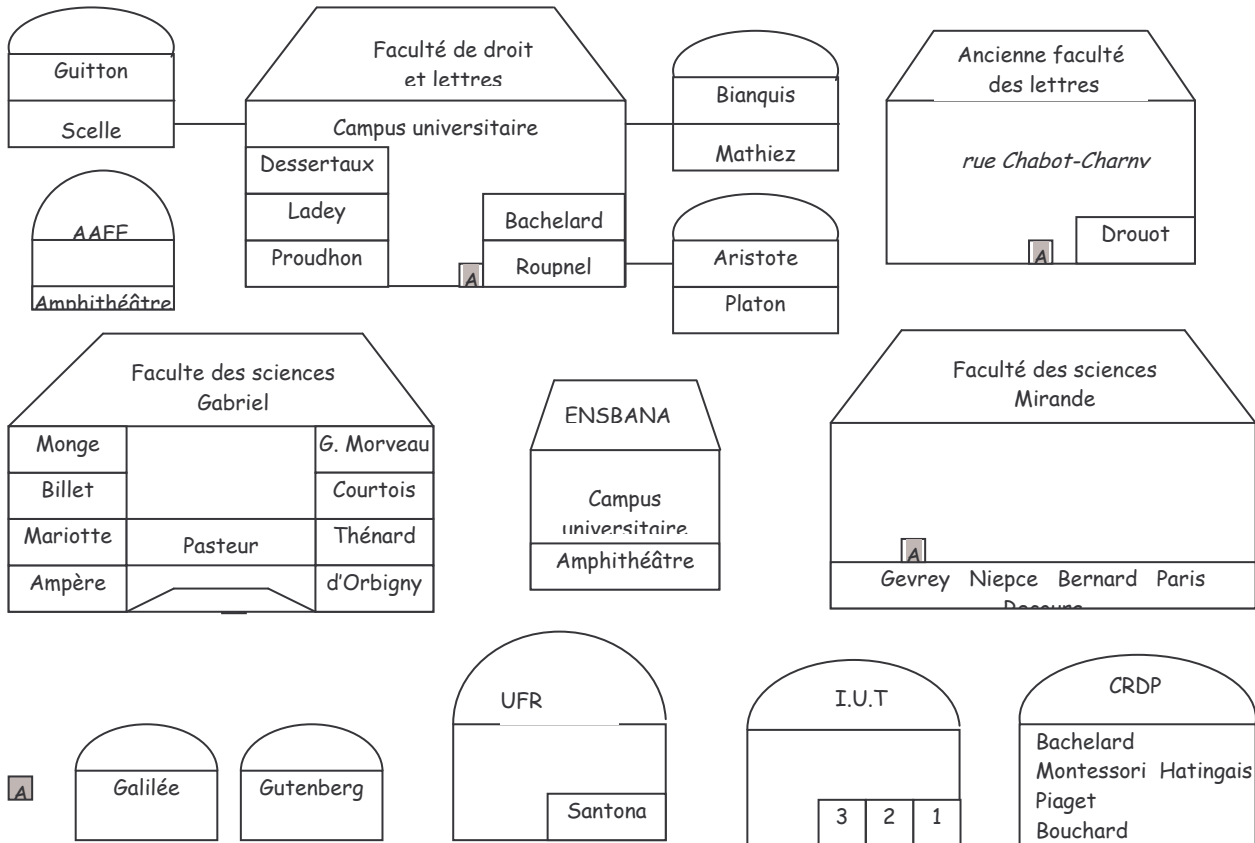 Guitton
Scelle
Faculté de droit
et lettres
Campus universitaire
Dessertaux
Ladey
Proudhon
Bachelard
A
Roupnel
Bianquis
Mathiez
Aristote
Platon
Ancienne faculté
des lettres
rue Chabot-Charny
A
Drouot
AAFE
Amphithéâtre
Faculte des sciences
Gabriel
Monge
G. Morveau
Billet
Courtois
Mariotte
Pasteur
Thénard
Ampère
d'Orbigny
ENSBANA
Campus
universitaire
Amphithéâtre
Faculté des sciences
Mirande
A
Gevrey Niepce Bernard Paris
A
Galilée
Gutenberg
UFR
Santona
I.U.T
3 2 1
CRDP
Bachelard
Montessori Hatingais
Piaget
Bouchard